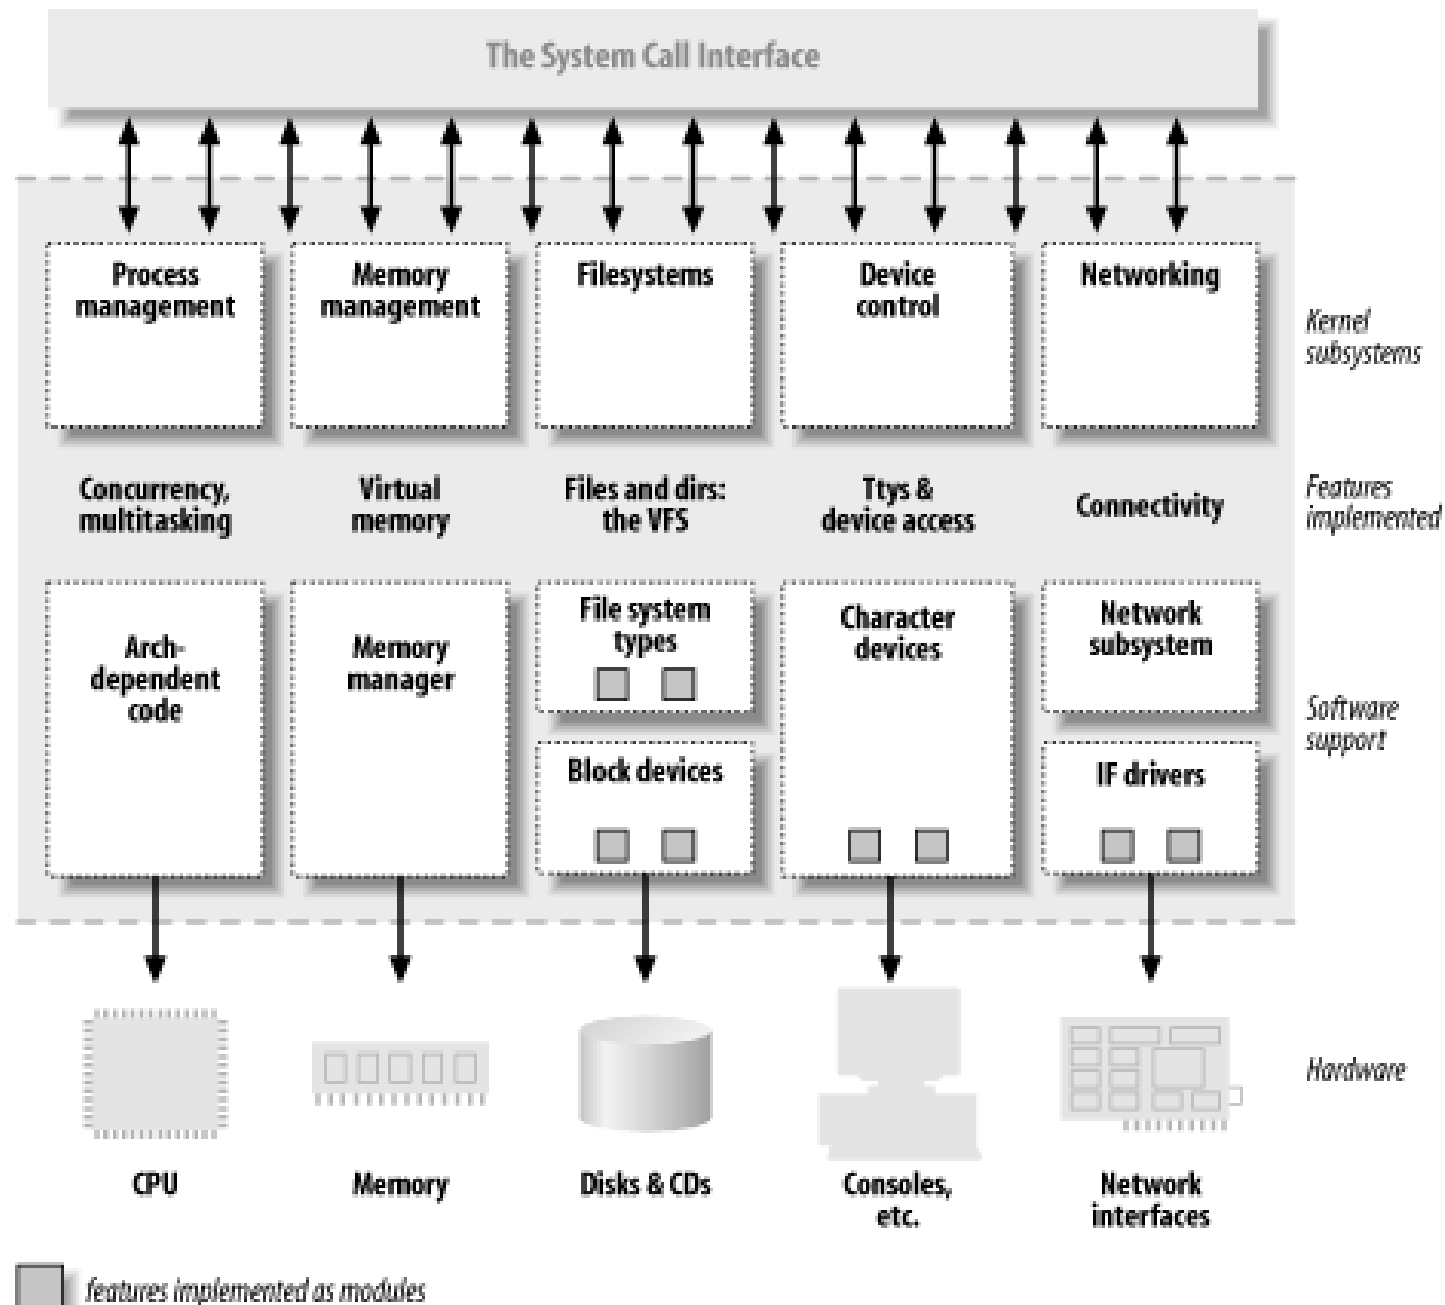 The System Call Interface
Process
management
Memory
management
Filesystems
Device
control
Networking
Kernel
subsystems
Concurrency,
multitasking
Virtual
memory
Files and dirs:
the VFS
Ttys &
device access
Connectivity
Features
implemented
Arch-
dependent
code
Memory
manager
File system
types
Block devices
Character
devices
Network
subsystem
IF drivers
Software
support
Hardware
CPU
Memory
Disks & CDs
Consoles,
etc.
Network
interfaces
features implemented as modules